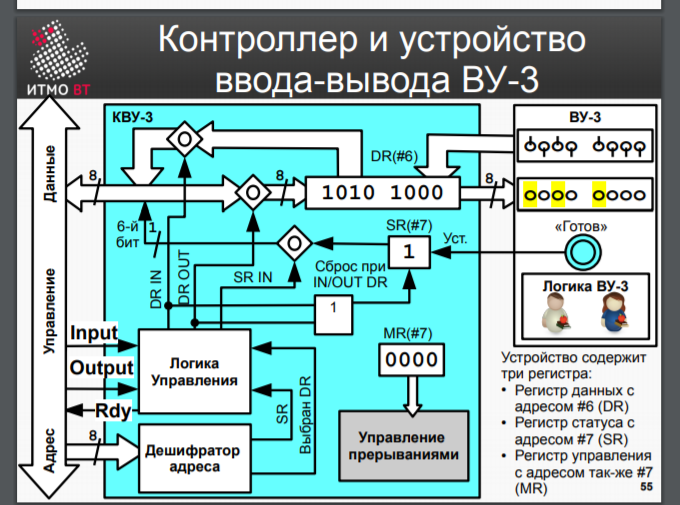 Контроллер и устройство
ввода-вывода ВУ-3
ИТМО ВТ
КВУ-3
ВУ-3
DR(#6)
Данные
8
8
1010 1000
8
6-й
бит
1
SR(#7)
1
Уст.
«Готов»
DR IN
DR OUT
SR IN
Сброс при
IN/OUT DR
1
Логика ВУ-3
Управление
Input
Output
Rdy
Логика
Управления
MR(#7)
0000
SR
Выбран DR
Адрес
8
Дешифратор
адреса
Управление
прерываниями
Устройство содержит
три регистра:
• Регистр данных с
адресом #6 (DR)
• Регистр статуса с
адресом #7 (SR)
• Регистр управления
с адресом так-же #7
(MR)
55